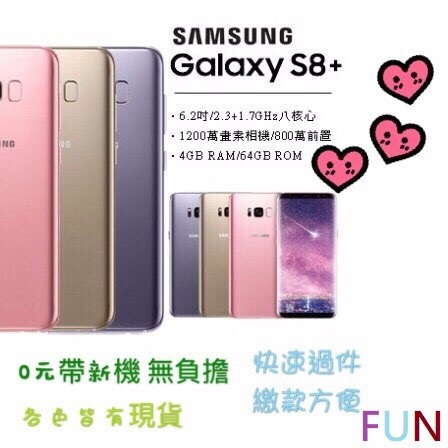 SAMSUNG
Galaxy S8+
· 6.2吋/2.3+1.7GHz八核心
· 1200萬畫素相機/800萬前置
· 4GB RAM/64GB ROM
SUNG
SAMSUNG
SAMSUNG
0元帶新機 無負擔
快速過件
各色皆有現貨
繳款方便
FUN